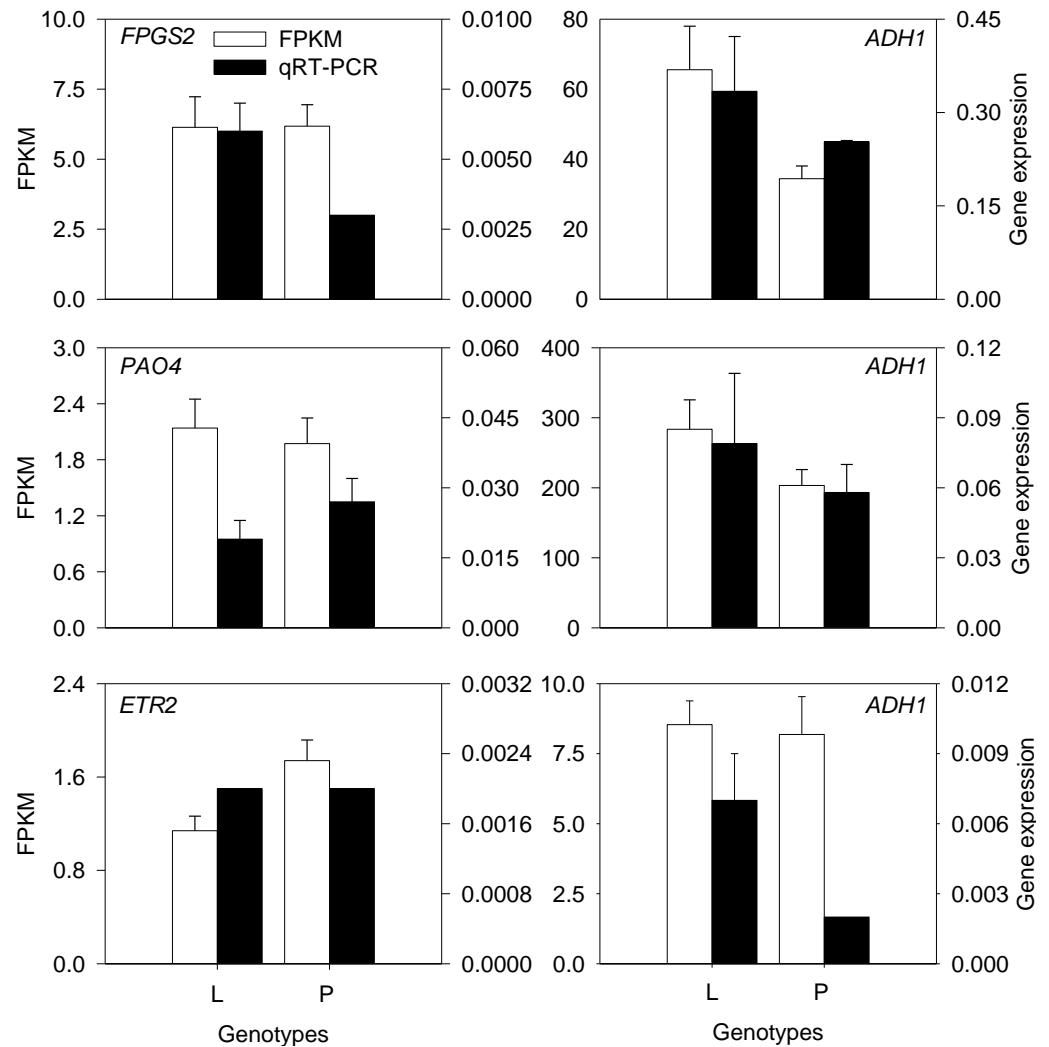 FPGS2
FPKM
qRT-PCR
FPKM
10.0
7.5
5.0
2.5
0.0
0.0100
0.0075
0.0050
0.0025
0.0000
ADH1
80
60
40
20
0
0.45
0.30
0.15
0.00
Gene expression
PAO4
FPKM
3.0
2.4
1.8
1.2
0.6
0.0
0.060
0.045
0.030
0.015
0.000
ADH1
400
300
200
100
0
0.12
0.09
0.06
0.03
0.00
Gene expression
ETR2
FPKM
2.4
1.6
0.8
0.0
0.0032
0.0024
0.0016
0.0008
0.0000
L
P
Genotypes
ADH1
10.0
7.5
5.0
2.5
0.0
0.012
0.009
0.006
0.003
0.000
Gene expression
L
P
Genotypes